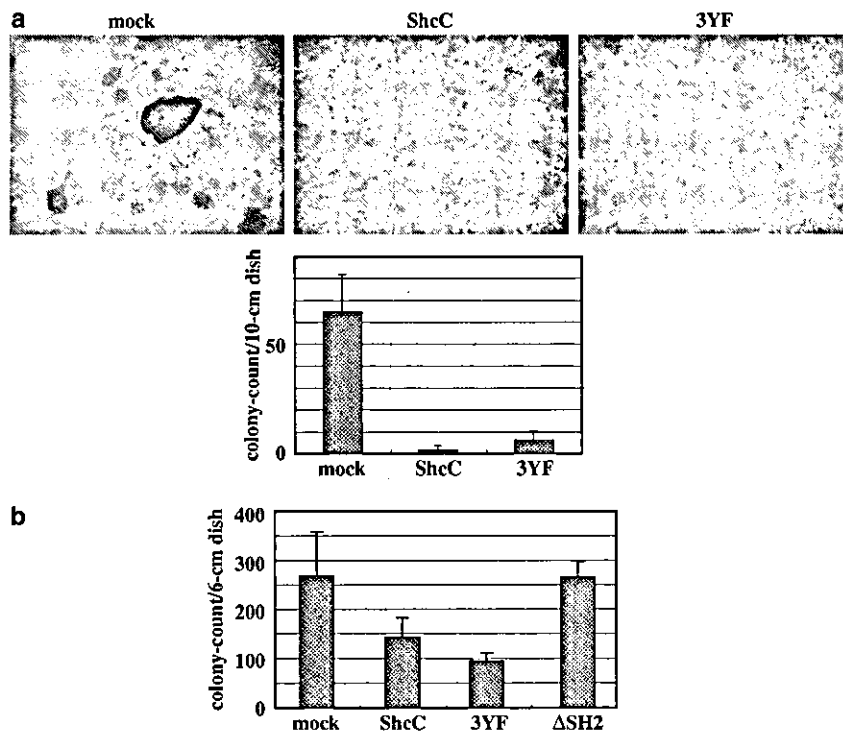 a
mock ShcC 3YF
colony-count/10-cm dish
50
0
mock ShcC 3YF
b
colony-count/6-cm dish
400
300
200
100
0
mock ShcC 3YF ΔSH2